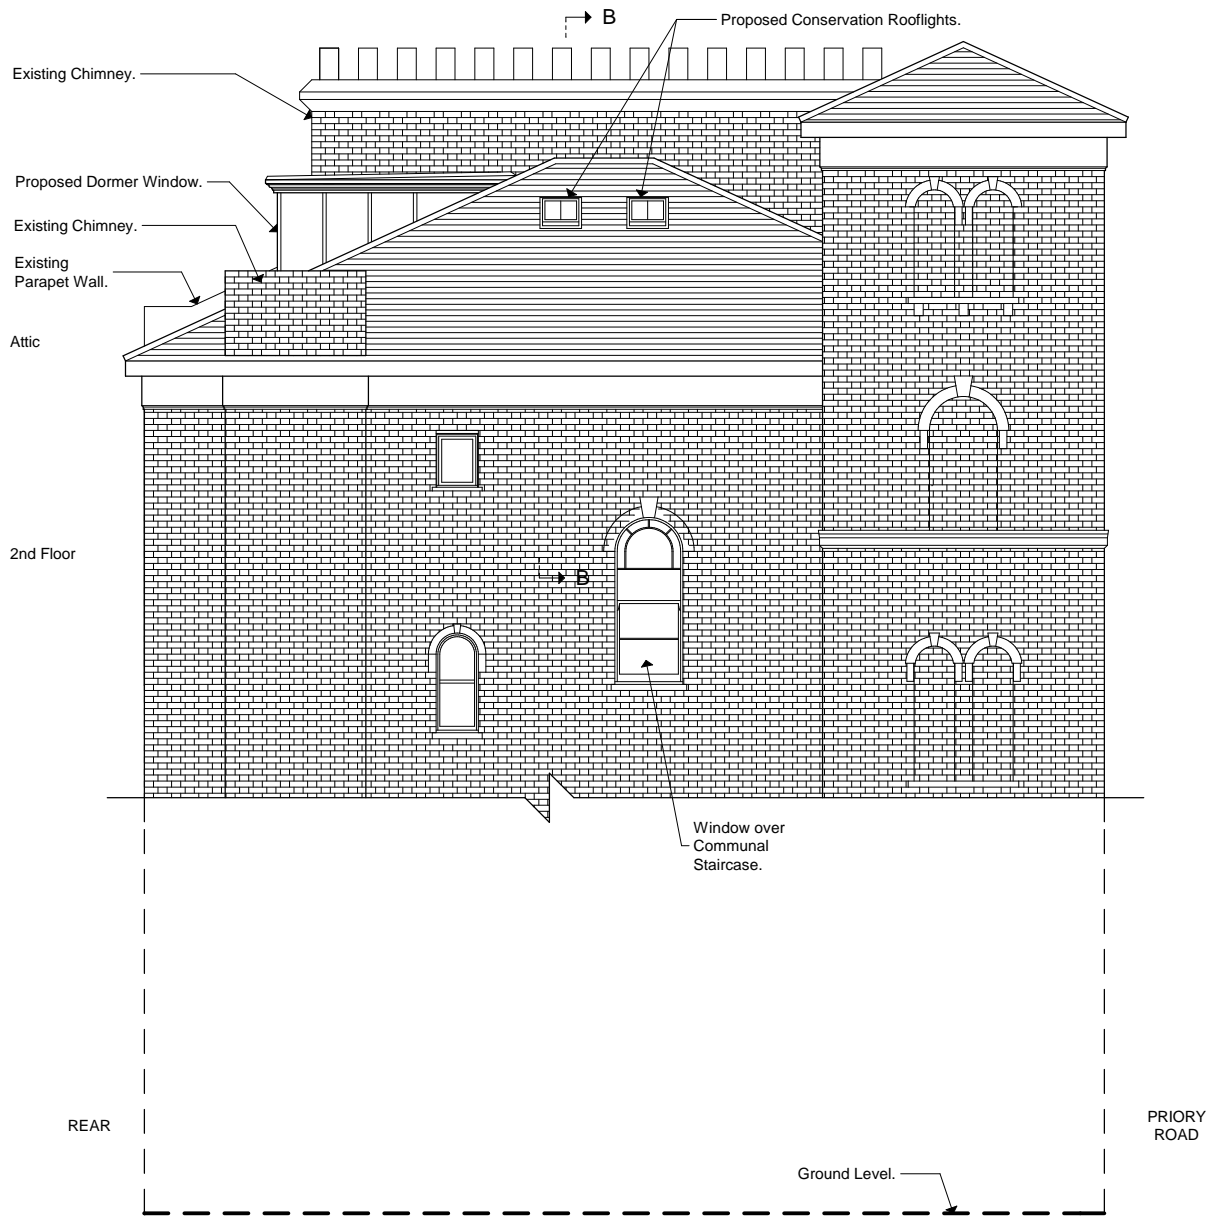 B
Proposed Conservation Rooflights.
Existing Chimney.
Proposed Dormer Window.
Existing Chimney.
Existing
Parapet Wall.
Attic
2nd Floor
B
Window over
Communal
Staircase.
REAR
PRIORY
ROAD
Ground Level.